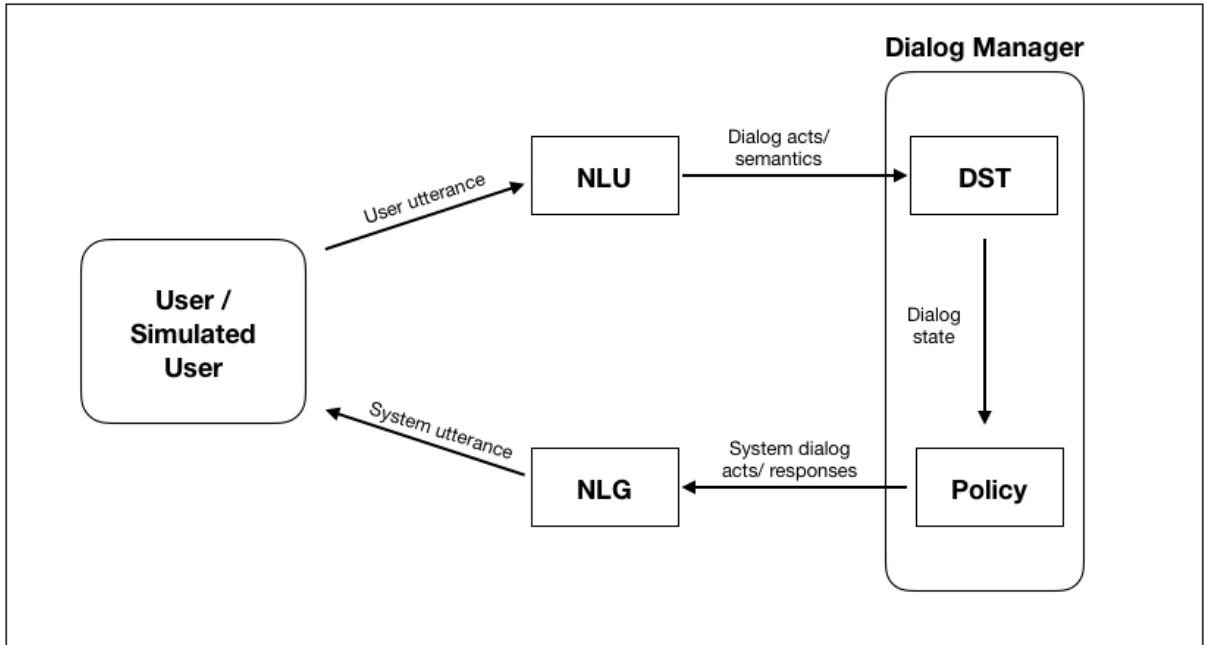 Dialog Manager
Dialog acts/
semantics
NLU
DST
User utterance
User /
Simulated
User
Dialog
state
System utterance
System dialog
acts/ responses
NLG
Policy